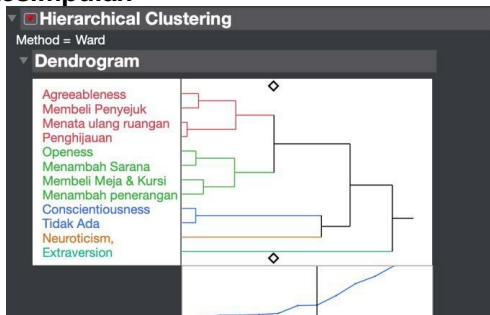 Hierarchical Clustering
Method = Ward
Dendrogram
Agreeableness
Membeli Penyejuk
Menata ulang ruangan
Penghijauan
Openess
Menambah Sarana
Membeli Meja & Kursi
Menambah penerangan
Conscientiousness
Tidak Ada
Neuroticism,
Extraversion